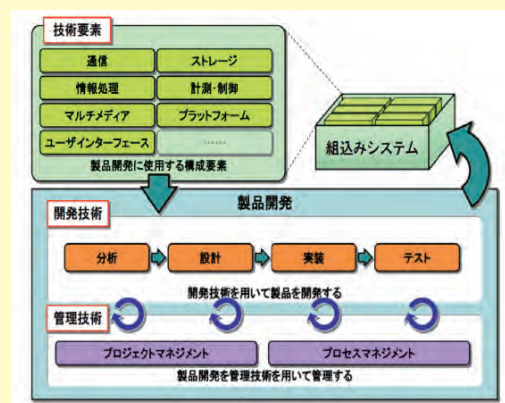 技術要素
通信
ストレージ
情報処理
計測・制御
マルチメディア
プラットフォーム
ユーザインターフェース
……
製品開発に使用する構成要素
組込みシステム
製品開発
開発技術
分析
設計
実装
テスト
開発技術を用いて製品を開発する
管理技術
プロジェクトマネジメント
プロセスマネジメント
製品開発を管理技術を用いて管理する